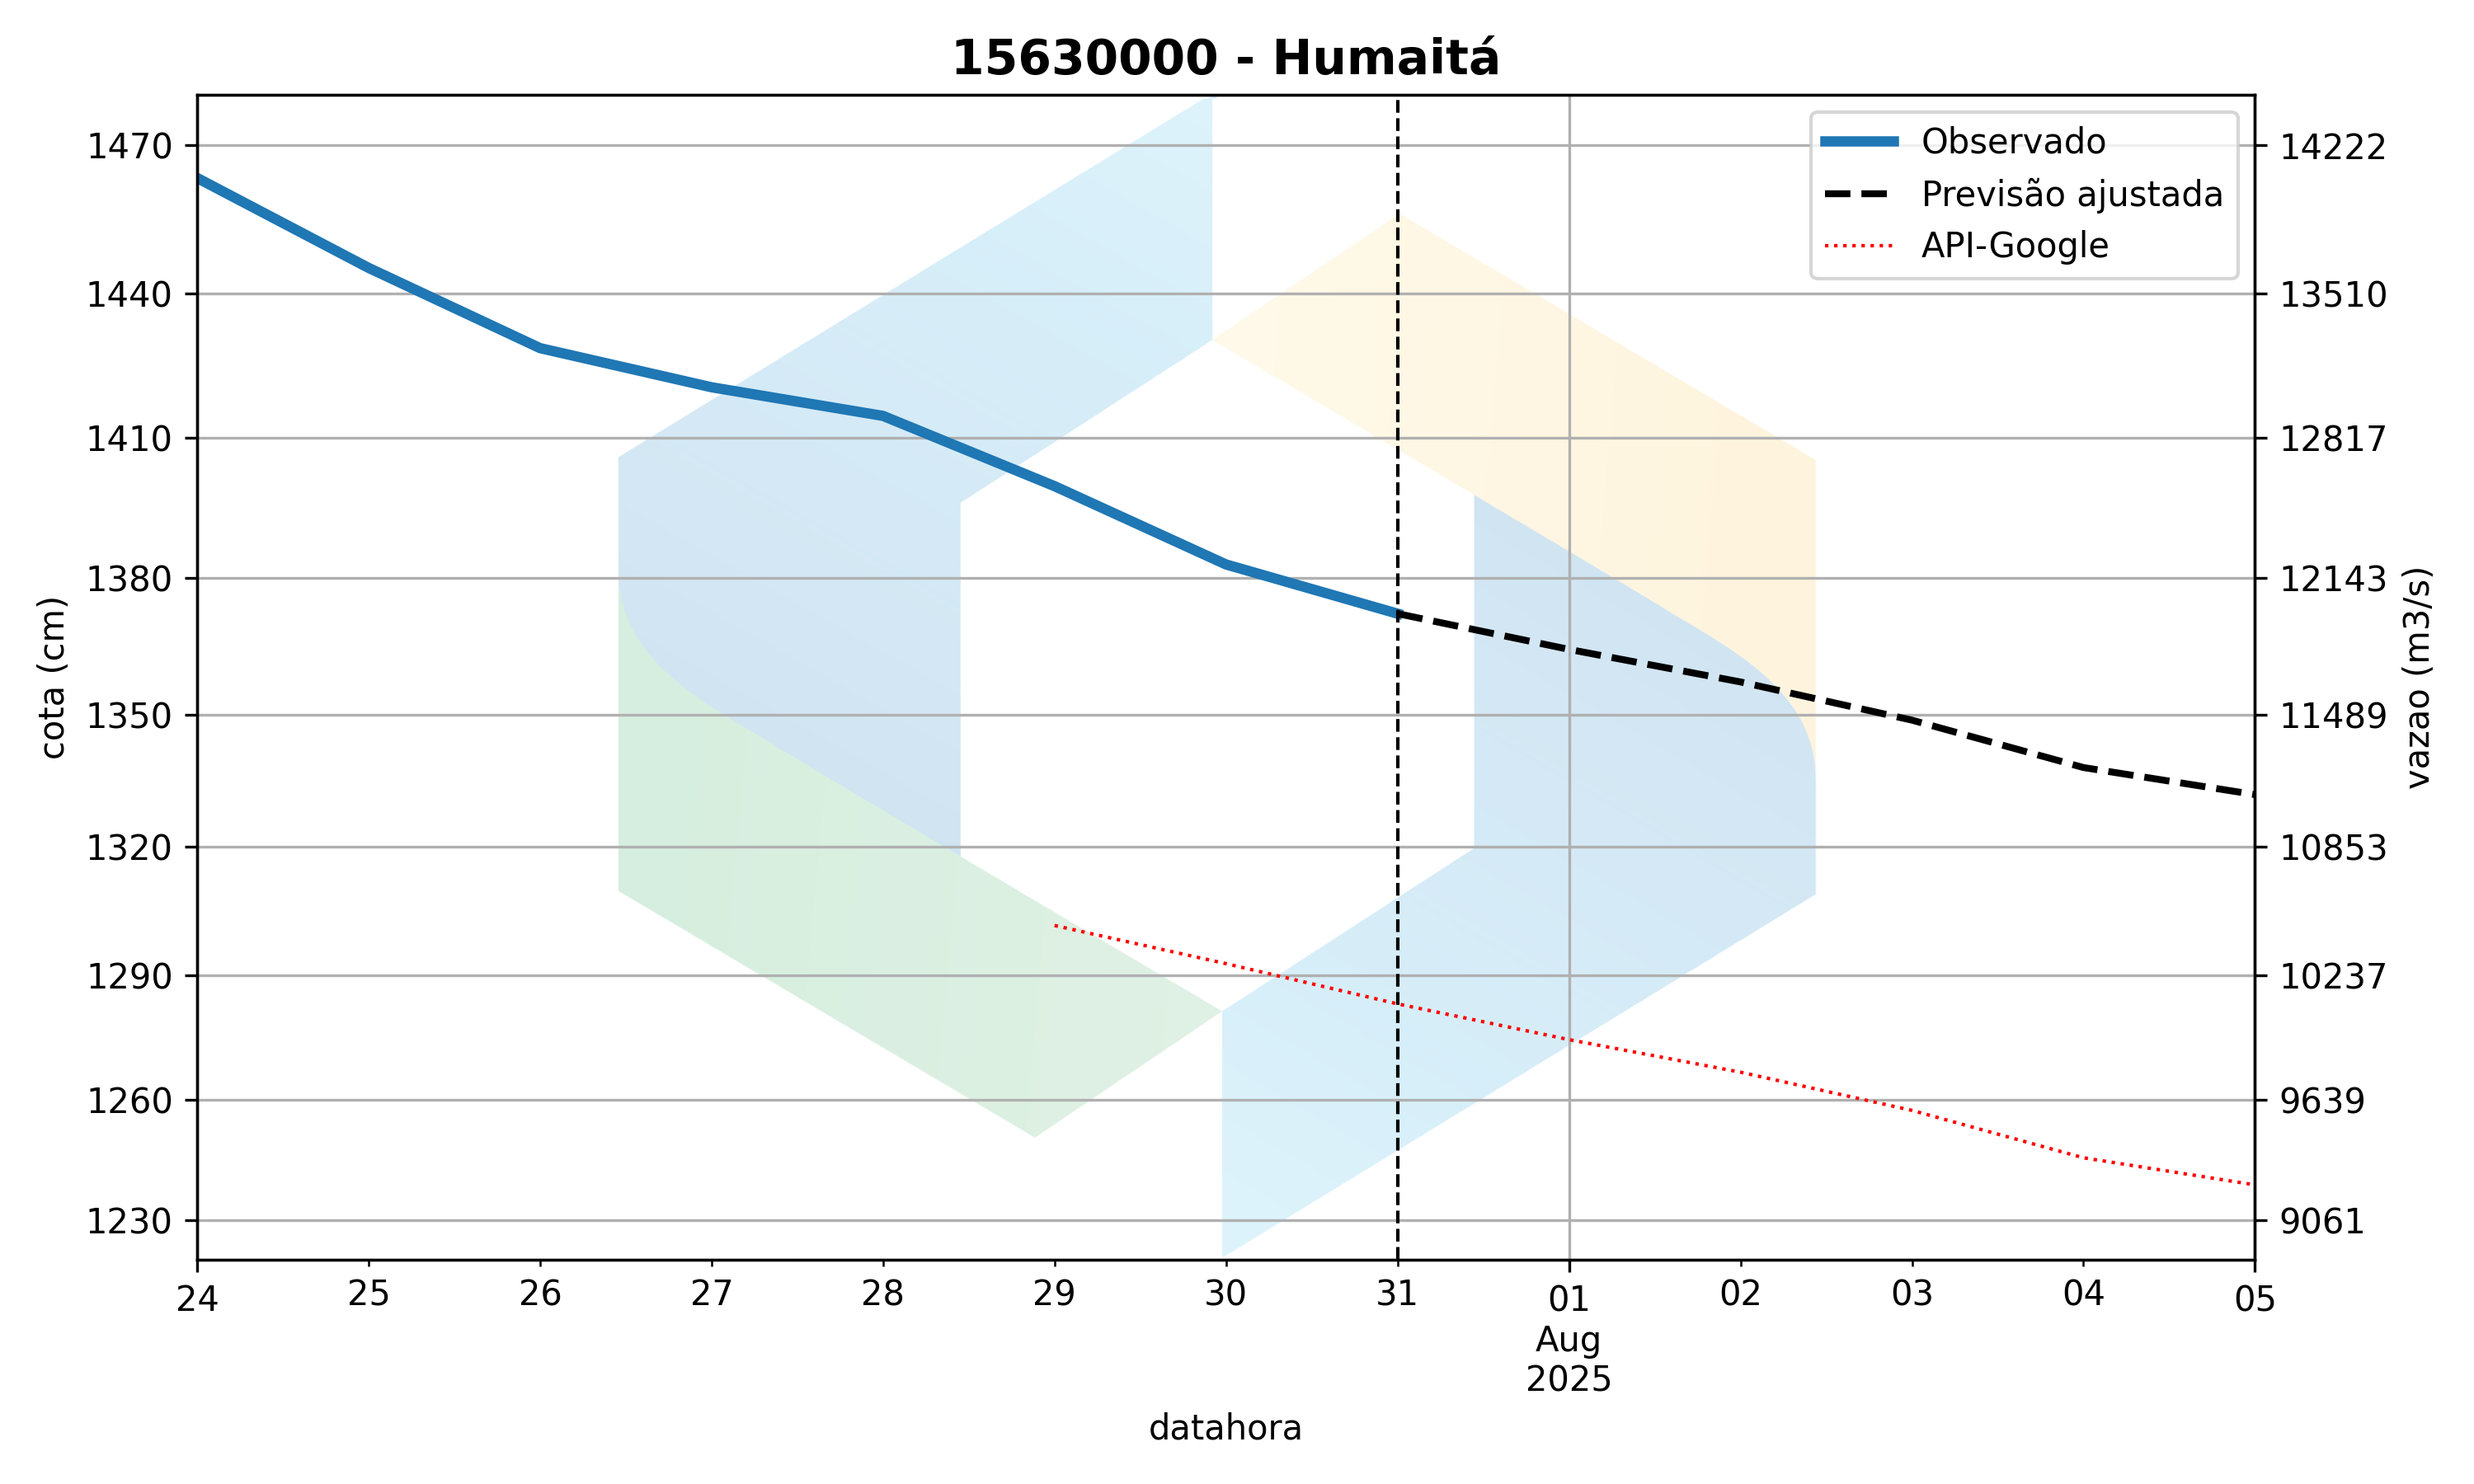 15630000 - Humaitá
Observado
Previsão ajustada
API-Google
1470
1440
1410
1380
1350
1320
1290
1260
1230
cota (cm)
14222
13510
12817
12143
11489
10853
10237
9639
9061
vazao (m3/s)
24 25 26 27 28 29 30 31 01 02 03 04 05
Aug
2025
datahora